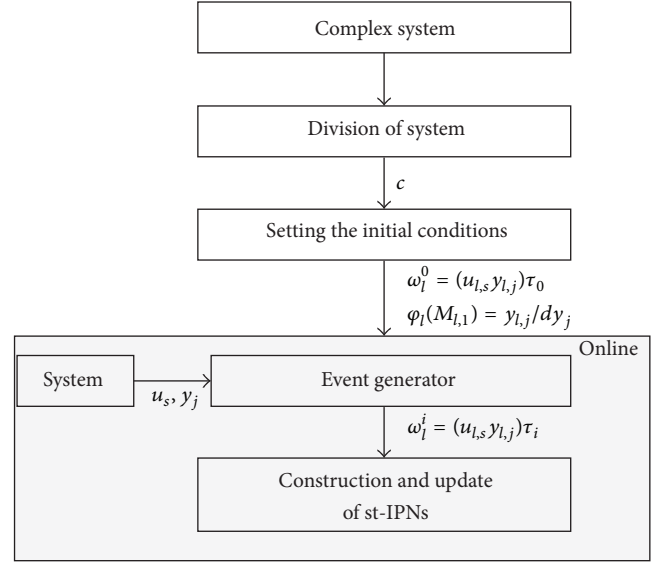 Complex system
Division of system
c
Setting the initial conditions
ω_l^0 = (u_{l,s} y_{l,j})τ_0
φ_l(M_{l,1}) = y_{l,j}/dy_j
Online
System
u_s, y_j
Event generator
ω_l^i = (u_{l,s} y_{l,j})τ_i
Construction and update
of st-IPNs